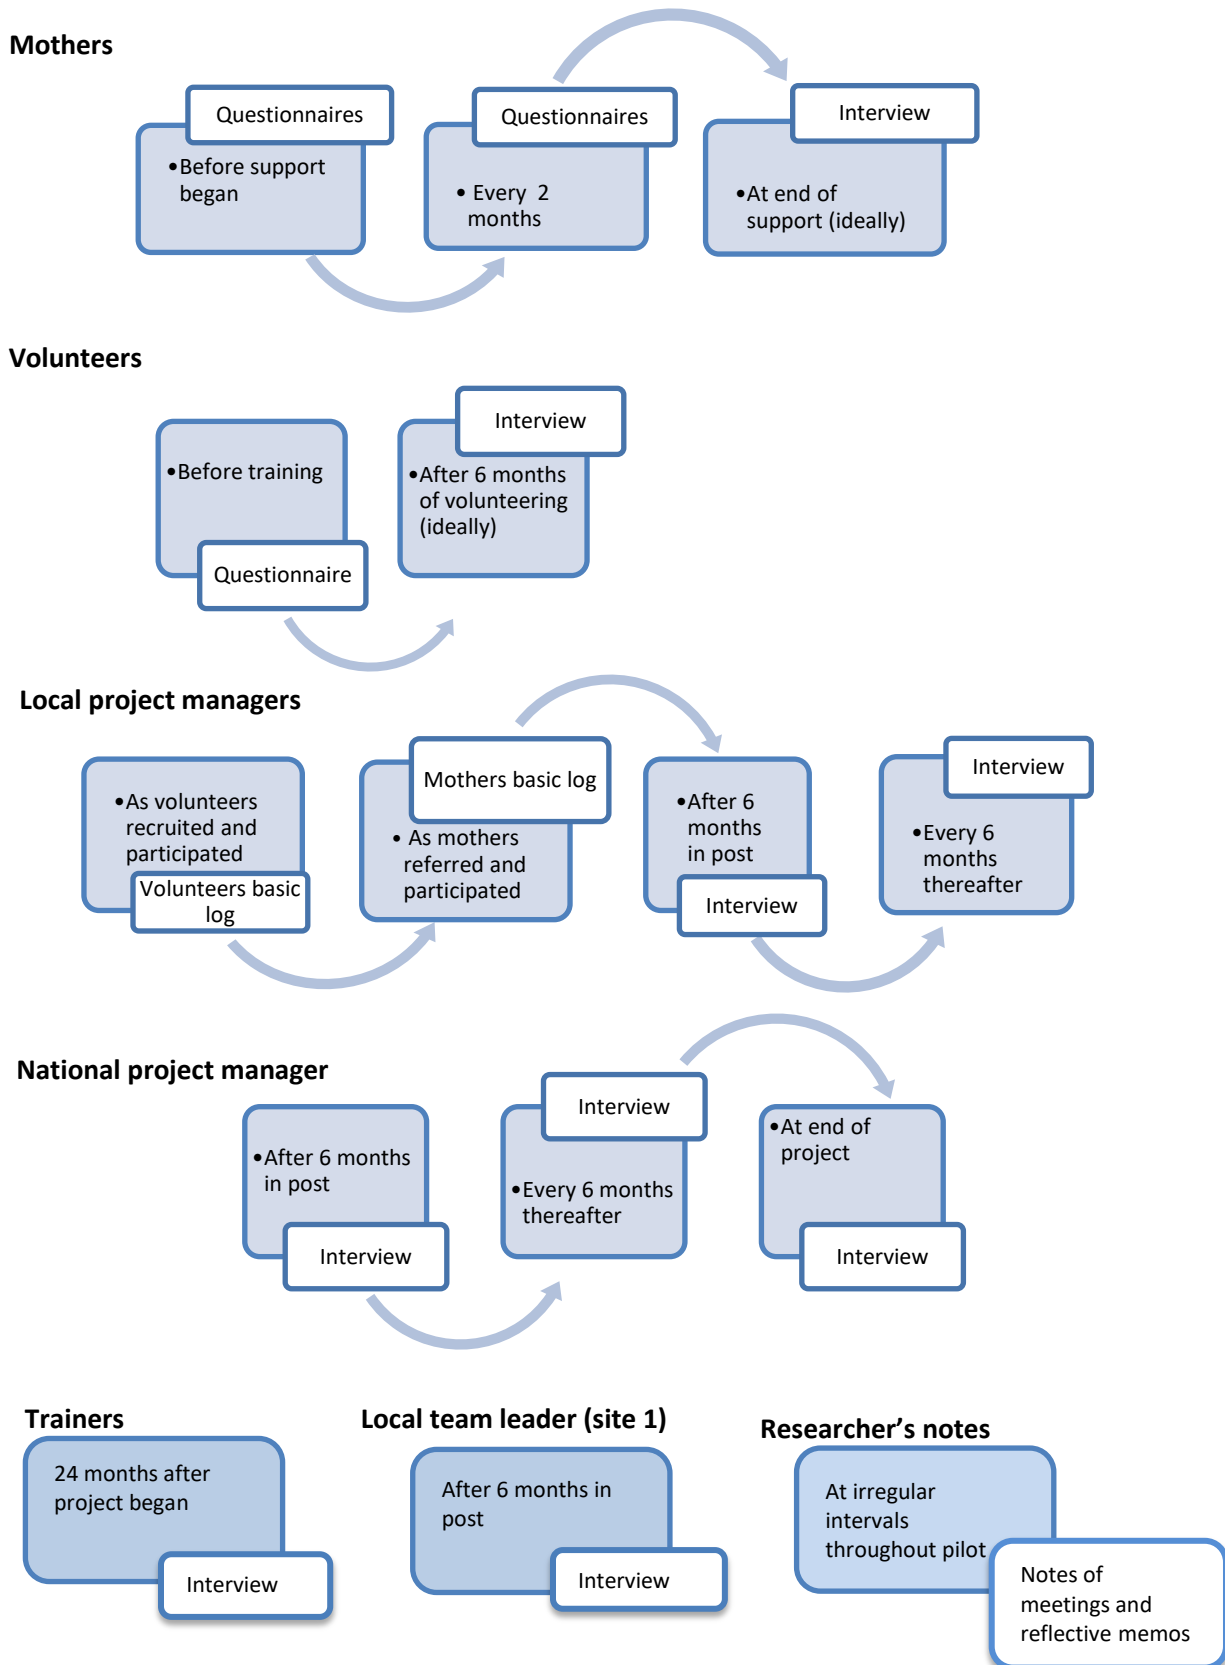 Mothers
Questionnaires
•Before support
began
Questionnaires
• Every 2
months
Interview
•At end of
support (ideally)
Volunteers
•Before training
Questionnaire
Interview
•After 6 months
of volunteering
(ideally)
Local project managers
•As volunteers
recruited and
participated
Volunteers basic
log
Mothers basic log
• As mothers
referred and
participated
•After 6
months
in post
Interview
Interview
•Every 6
months
thereafter
National project manager
•After 6 months
in post
Interview
Interview
•Every 6 months
thereafter
•At end of
project
Interview
Trainers
24 months after
project began
Interview
Local team leader (site 1)
After 6 months in
post
Interview
Researcher’s notes
At irregular
intervals
throughout pilot
Notes of
meetings and
reflective memos